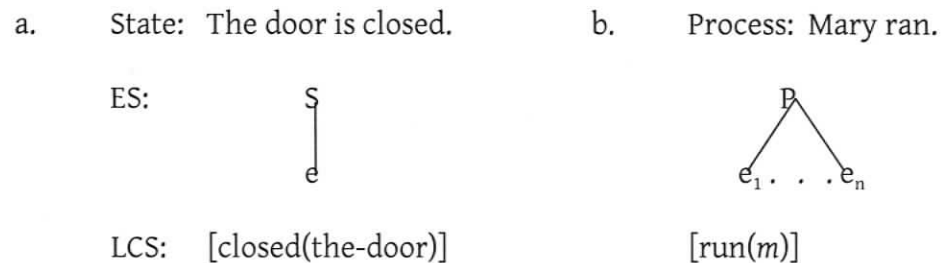 a. State: The door is closed. b. Process: Mary ran.
ES: S P
e e₁ . . . eₙ
LCS: [closed(the-door)] [run(m)]